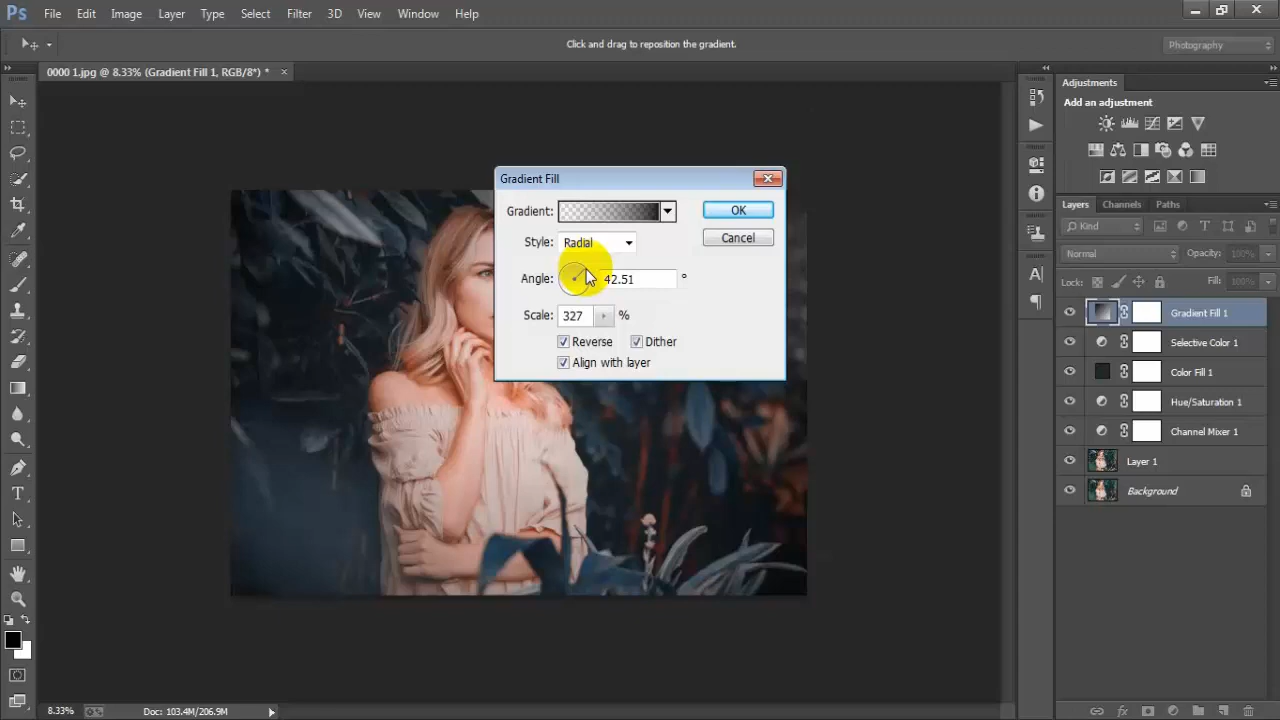 Ps File Edit Image Layer Type Select Filter 3D View Window Help
Click and drag to reposition the gradient.
Photography
0000 1.jpg @ 8.33% (Gradient Fill 1, RGB/8*) *
Gradient Fill
Gradient:
OK
Style: Radial
Cancel
Angle: 42.51 °
Scale: 327 %
Reverse Dither
Align with layer
Adjustments
Add an adjustment
Layers Channels Paths
Kind
Normal Opacity: 100%
Lock: Fill: 100%
Gradient Fill 1
Selective Color 1
Color Fill 1
Hue/Saturation 1
Channel Mixer 1
Layer 1
Background
8.33% Doc: 103.4M/206.9M